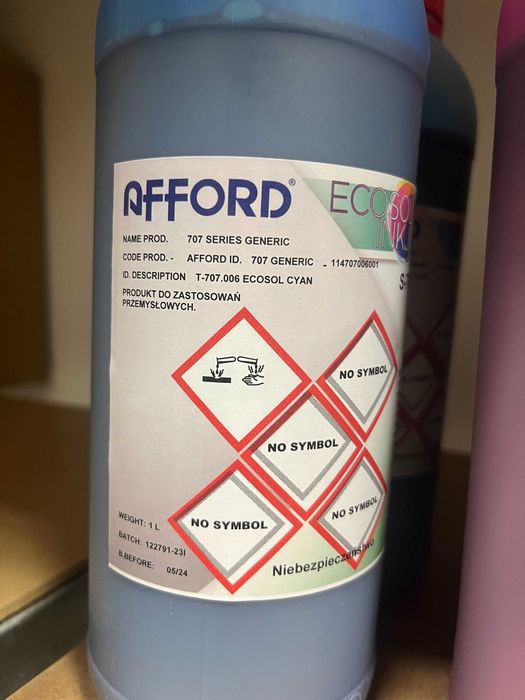 AFFORD®
ECOSOL
NAME PROD. 707 SERIES GENERIC
CODE PROD. - AFFORD ID. 707 GENERIC - 114707006001
ID. DESCRIPTION T-707.006 ECOSOL CYAN
PRODUKT DO ZASTOSOWAŃ
PRZEMYSŁOWYCH.
NO SYMBOL
NO SYMBOL
NO SYMBOL
NO SYMBOL
WEIGHT: 1 L
BATCH: 122791-23I
B.BEFORE: 05/24
Niebezpieczeństwo